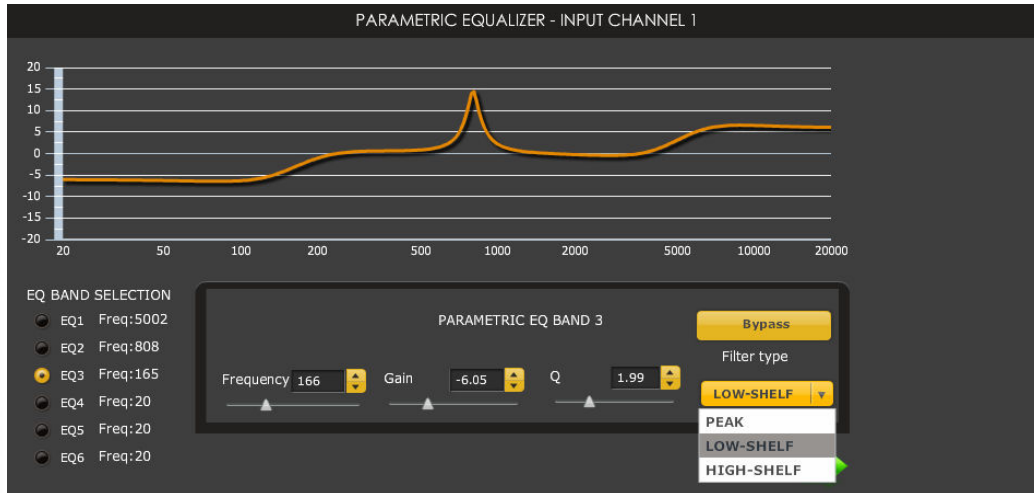 PARAMETRIC EQUALIZER - INPUT CHANNEL 1
20
15
10
5
0
-5
-10
-15
-20
20 50 100 200 500 1000 2000 5000 10000 20000
EQ BAND SELECTION
EQ1 Freq:5002
EQ2 Freq:808
EQ3 Freq:165
EQ4 Freq:20
EQ5 Freq:20
EQ6 Freq:20
PARAMETRIC EQ BAND 3
Bypass
Filter type
Frequency 166 Gain -6.05 Q 1.99
LOW-SHELF
PEAK
LOW-SHELF
HIGH-SHELF